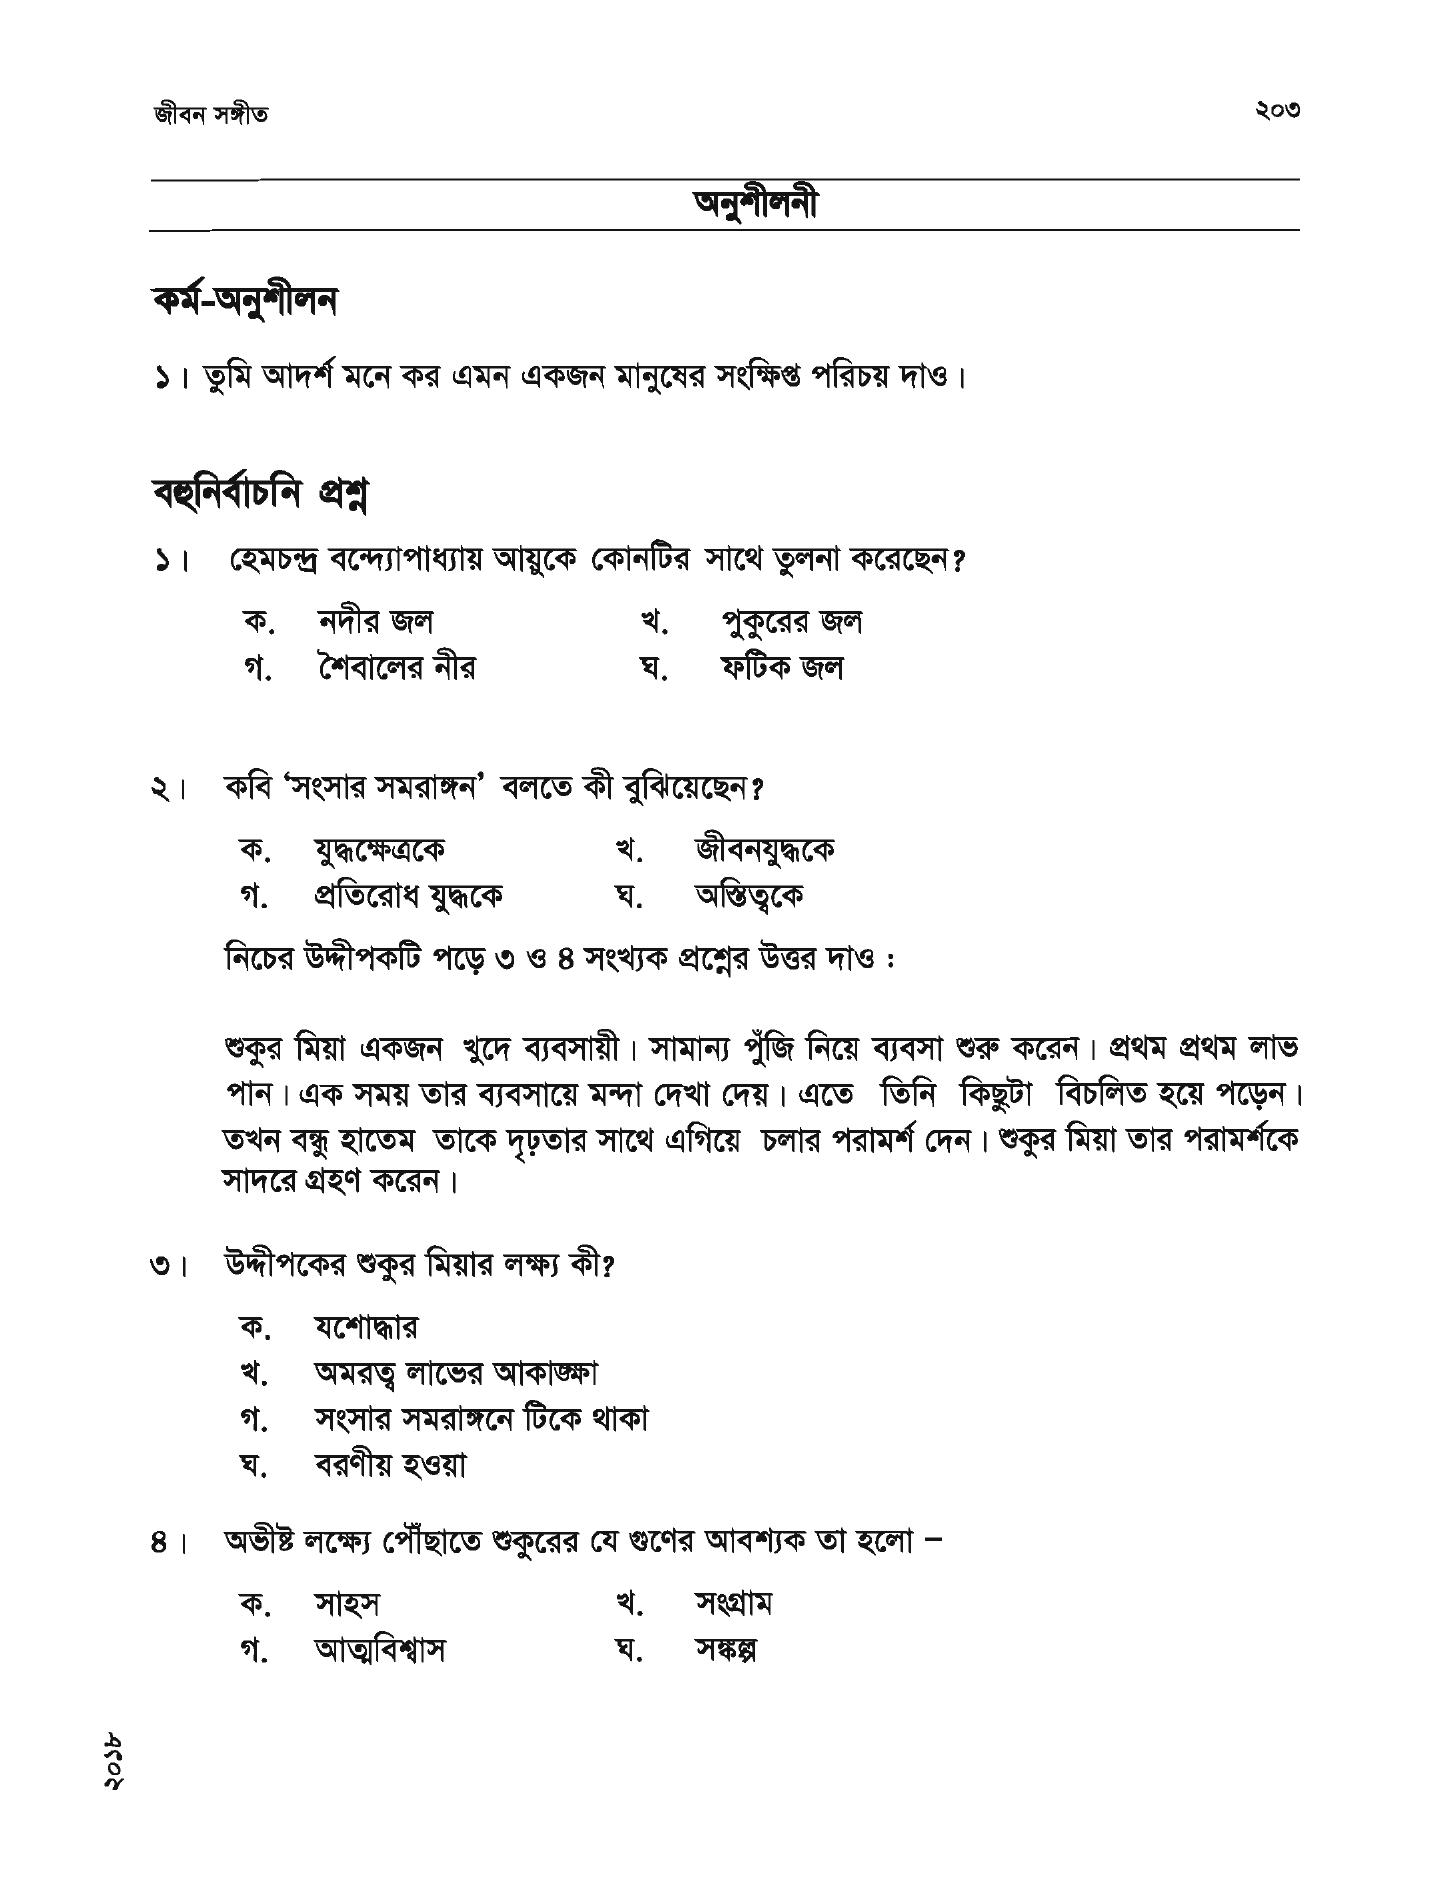 জীবন সঙ্গীত ২০৩
অনুশীলনী
কর্ম-অনুশীলন
১। তুমি আদর্শ মনে কর এমন একজন মানুষের সংক্ষিপ্ত পরিচয় দাও।
বহুনির্বাচনি প্রশ্ন
১। হেমচন্দ্র বন্দ্যোপাধ্যায় আয়ুকে কোনটির সাথে তুলনা করেছেন?
ক. নদীর জল খ. পুকুরের জল
গ. শৈবালের নীর ঘ. ফটিক জল
২। কবি ‘সংসার সমরাঙ্গন’ বলতে কী বুঝিয়েছেন?
ক. যুদ্ধক্ষেত্রকে খ. জীবনযুদ্ধকে
গ. প্রতিরোধ যুদ্ধকে ঘ. অস্তিত্বকে
নিচের উদ্দীপকটি পড়ে ৩ ও ৪ সংখ্যক প্রশ্নের উত্তর দাও :
শুকুর মিয়া একজন খুদে ব্যবসায়ী। সামান্য পুঁজি নিয়ে ব্যবসা শুরু করেন। প্রথম প্রথম লাভ
পান। এক সময় তার ব্যবসায়ে মন্দা দেখা দেয়। এতে তিনি কিছুটা বিচলিত হয়ে পড়েন।
তখন বন্ধু হাতেম তাকে দৃঢ়তার সাথে এগিয়ে চলার পরামর্শ দেন। শুকুর মিয়া তার পরামর্শকে
সাদরে গ্রহণ করেন।
৩। উদ্দীপকের শুকুর মিয়ার লক্ষ্য কী?
ক. যশোদ্ধার
খ. অমরত্ব লাভের আকাঙ্ক্ষা
গ. সংসার সমরাঙ্গনে টিকে থাকা
ঘ. বরণীয় হওয়া
৪। অভীষ্ট লক্ষ্যে পৌঁছাতে শুকুরের যে গুণের আবশ্যক তা হলো –
ক. সাহস খ. সংগ্রাম
গ. আত্মবিশ্বাস ঘ. সঙ্কল্প
২০১৮